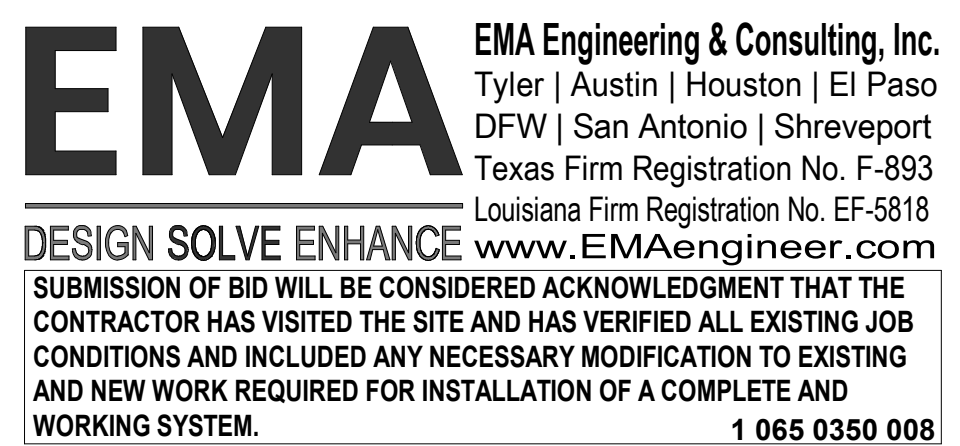 EMA
DESIGN SOLVE ENHANCE
EMA Engineering & Consulting, Inc.
Tyler | Austin | Houston | El Paso
DFW | San Antonio | Shreveport
Texas Firm Registration No. F-893
Louisiana Firm Registration No. EF-5818
www.EMAengineer.com
SUBMISSION OF BID WILL BE CONSIDERED ACKNOWLEDGMENT THAT THE
CONTRACTOR HAS VISITED THE SITE AND HAS VERIFIED ALL EXISTING JOB
CONDITIONS AND INCLUDED ANY NECESSARY MODIFICATION TO EXISTING
AND NEW WORK REQUIRED FOR INSTALLATION OF A COMPLETE AND
WORKING SYSTEM. 1 065 0350 008